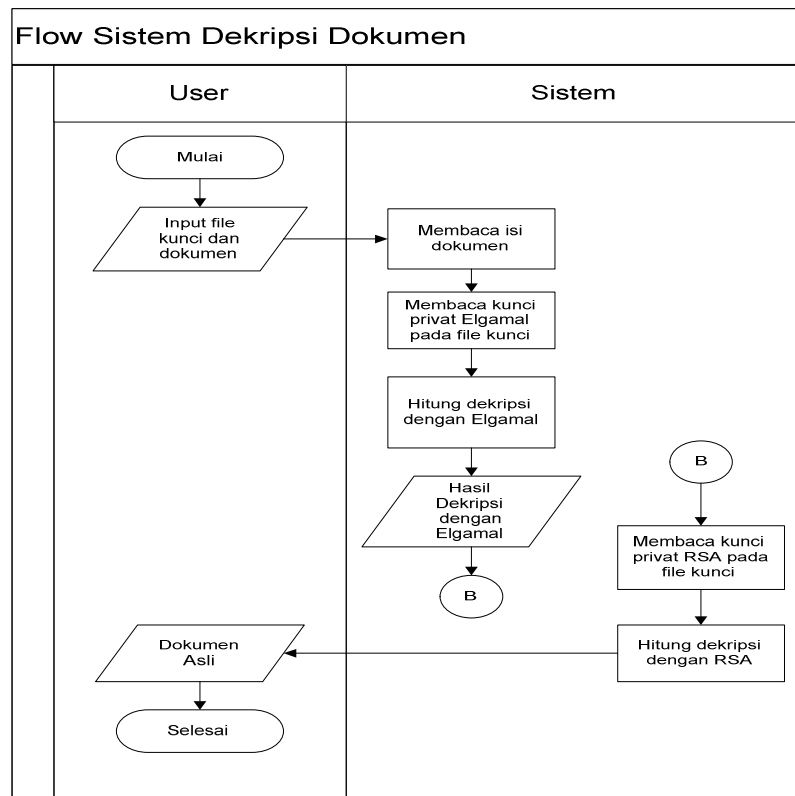 Flow Sistem Dekripsi Dokumen
User
Sistem
Mulai
Input file
kunci dan
dokumen
Membaca isi
dokumen
Membaca kunci
privat Elgamal
pada file kunci
Hitung dekripsi
dengan Elgamal
Hasil
Dekripsi
dengan
Elgamal
B
B
Membaca kunci
privat RSA pada
file kunci
Hitung dekripsi
dengan RSA
Dokumen
Asli
Selesai